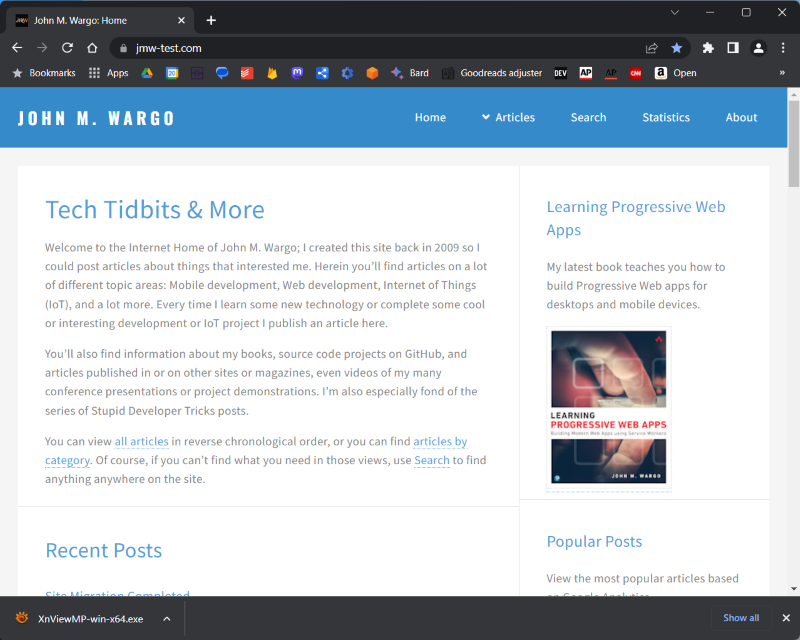 John M. Wargo: Home
jmw-test.com
Bookmarks
Apps
20
Bard
Goodreads adjuster
DEV
AP
AP
CNN
a
Open
»
JOHN M. WARGO
Home
Articles
Search
Statistics
About
Tech Tidbits & More
Welcome to the Internet Home of John M. Wargo; I created this site back in 2009 so I
could post articles about things that interested me. Herein you’ll find articles on a lot
of different topic areas: Mobile development, Web development, Internet of Things
(IoT), and a lot more. Every time I learn some new technology or complete some cool
or interesting development or IoT project I publish an article here.
You’ll also find information about my books, source code projects on GitHub, and
articles published in or on other sites or magazines, even videos of my many
conference presentations or project demonstrations. I’m also especially fond of the
series of Stupid Developer Tricks posts.
You can view all articles in reverse chronological order, or you can find articles by
category. Of course, if you can’t find what you need in those views, use Search to find
anything anywhere on the site.
Recent Posts
Site Migration Completed
Learning Progressive Web
Apps
My latest book teaches you how to
build Progressive Web apps for
desktops and mobile devices.
LEARNING
PROGRESSIVE WEB APPS
Building Modern Web Apps using Service Workers
JOHN M. WARGO
Popular Posts
View the most popular articles based
on Google Analytics
XnViewMP-win-x64.exe
Show all